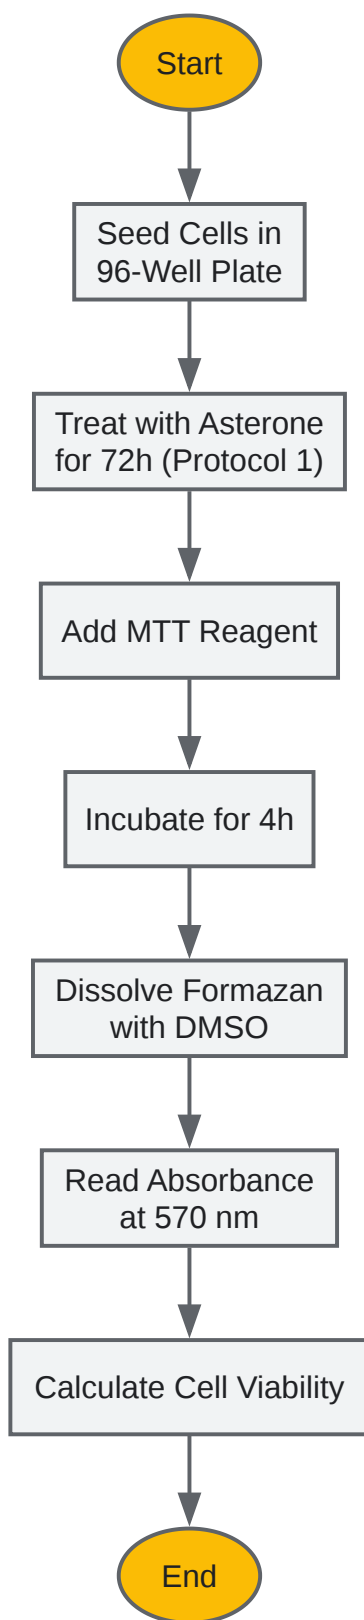 Start
Seed Cells in
96-Well Plate
Treat with Asterone
for 72h (Protocol 1)
Add MTT Reagent
Incubate for 4h
Dissolve Formazan
with DMSO
Read Absorbance
at 570 nm
Calculate Cell Viability
End